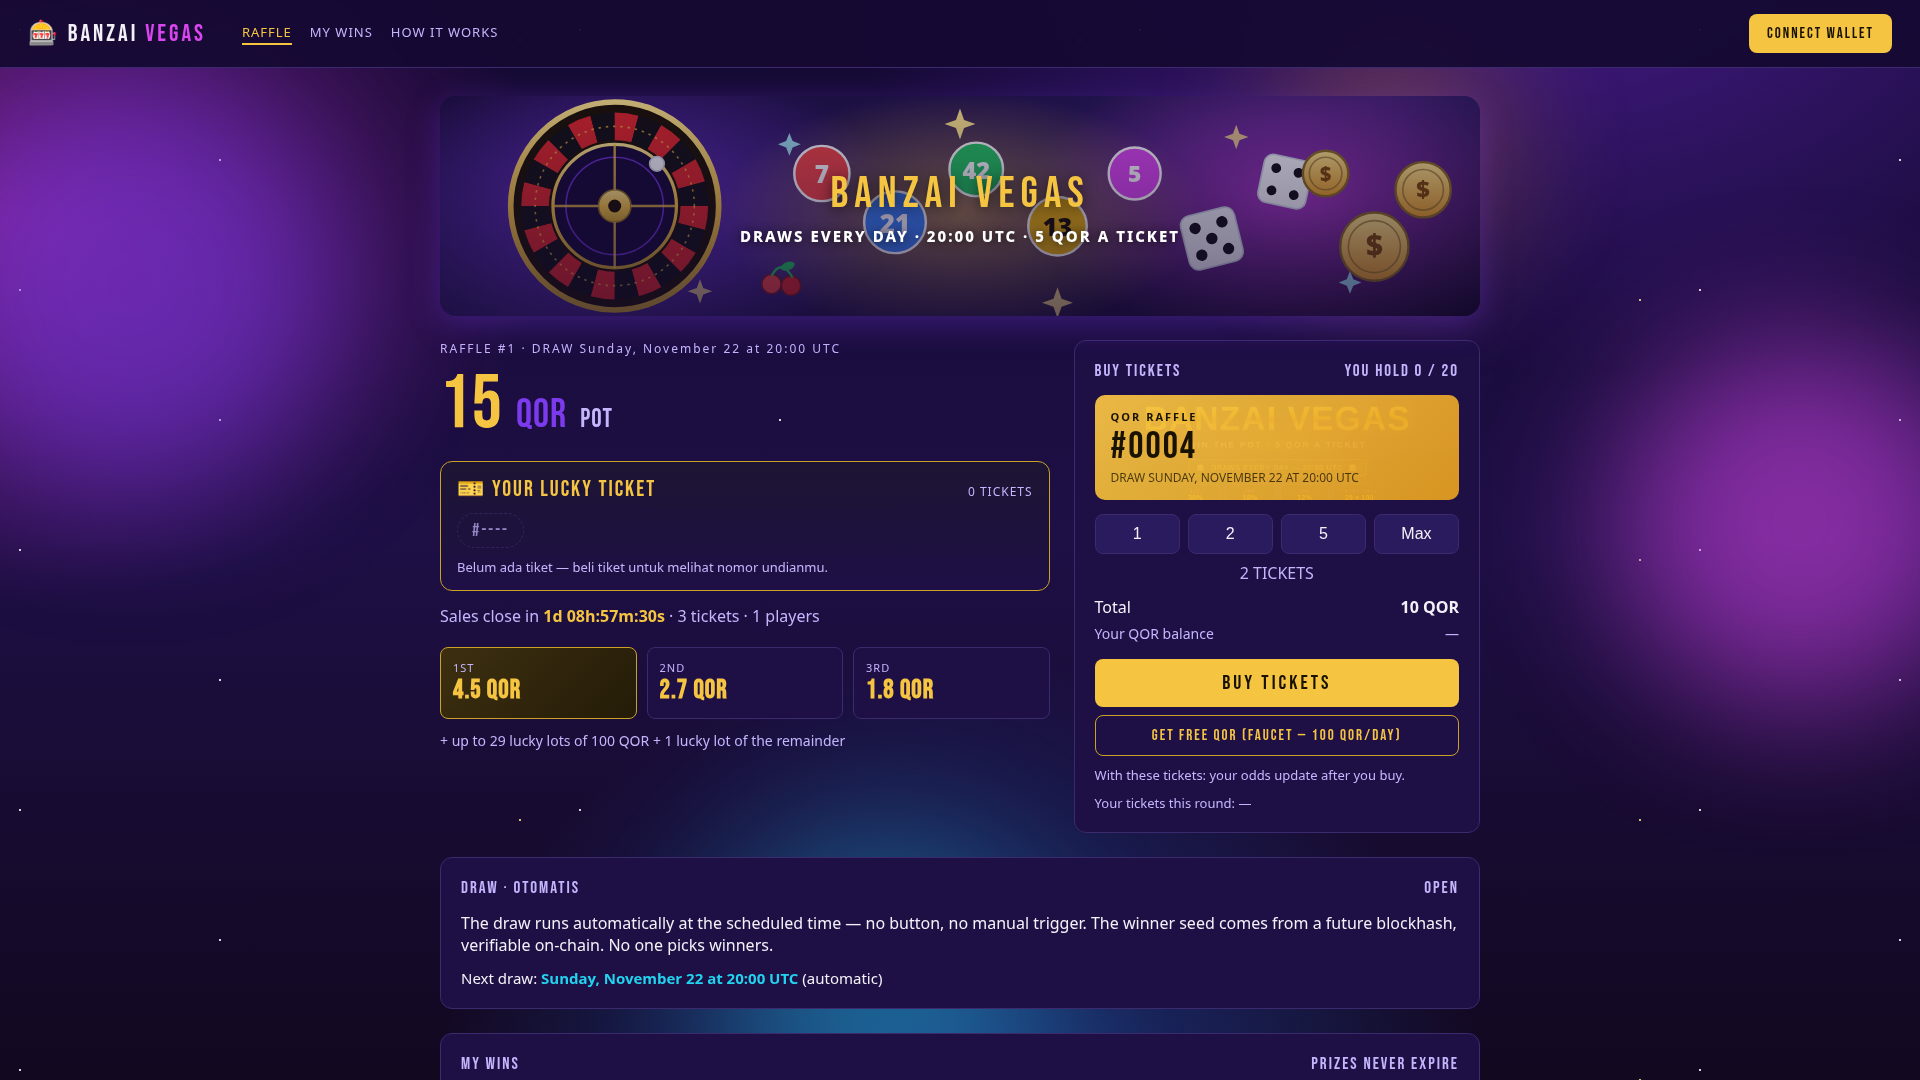 BANZAI VEGAS
RAFFLE
MY WINS
HOW IT WORKS
CONNECT WALLET
7
42
5
21
13
$
$
$
BANZAI VEGAS
DRAWS EVERY DAY · 20:00 UTC · 5 QOR A TICKET
RAFFLE #1 · DRAW Sunday, November 22 at 20:00 UTC
15 QOR POT
YOUR LUCKY TICKET
0 TICKETS
#----
Belum ada tiket — beli tiket untuk melihat nomor undianmu.
Sales close in 1d 08h:57m:30s · 3 tickets · 1 players
1ST
4.5 QOR
2ND
2.7 QOR
3RD
1.8 QOR
+ up to 29 lucky lots of 100 QOR + 1 lucky lot of the remainder
BUY TICKETS
YOU HOLD 0 / 20
BANZAI VEGAS
QOR RAFFLE
#0004
DRAW SUNDAY, NOVEMBER 22 AT 20:00 UTC
1
2
5
Max
2 TICKETS
Total
10 QOR
Your QOR balance
—
BUY TICKETS
GET FREE QOR (FAUCET — 100 QOR/DAY)
With these tickets: your odds update after you buy.
Your tickets this round: —
DRAW · OTOMATIS
OPEN
The draw runs automatically at the scheduled time — no button, no manual trigger. The winner seed comes from a future blockhash,
verifiable on-chain. No one picks winners.
Next draw: Sunday, November 22 at 20:00 UTC (automatic)
MY WINS
PRIZES NEVER EXPIRE